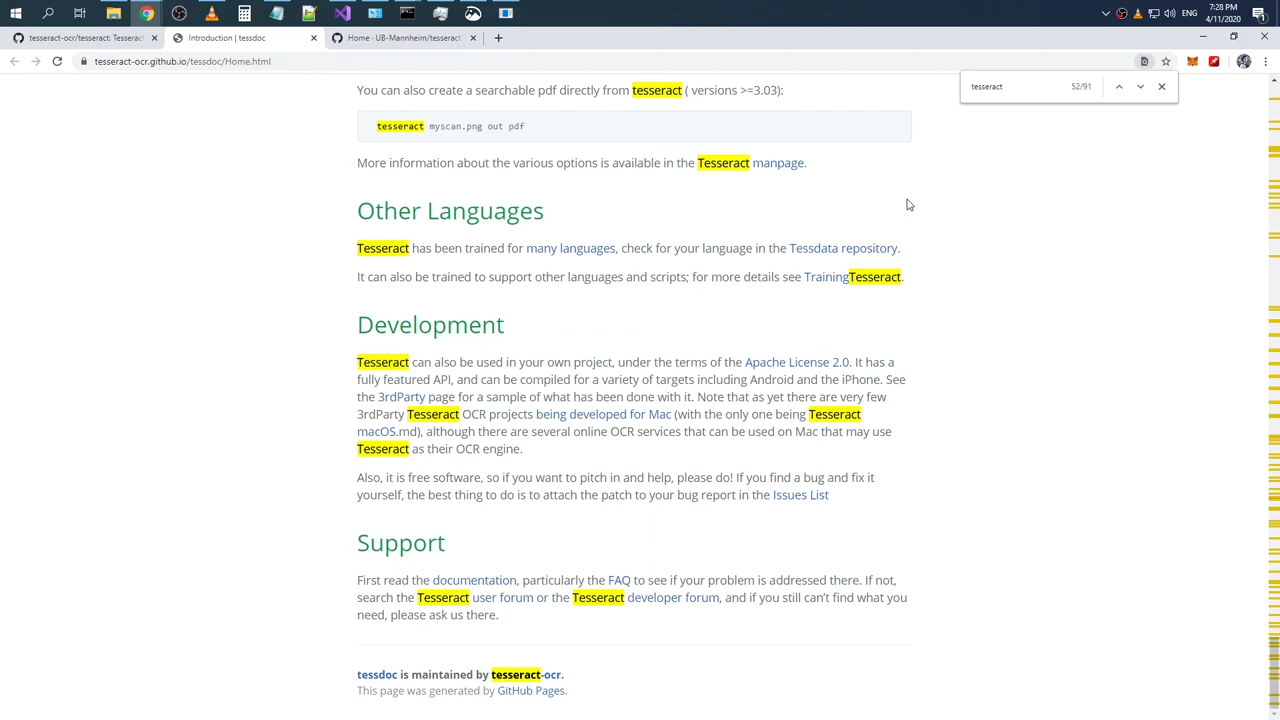 7:28 PM
ENG
4/11/2020
1
tesseract-ocr/tesseract: Tesserac
Introduction | tessdoc
Home · UB-Mannheim/tesseract
tesseract-ocr.github.io/tessdoc/Home.html
tesseract 52/91
You can also create a searchable pdf directly from tesseract ( versions >=3.03):
tesseract myscan.png out pdf
More information about the various options is available in the Tesseract manpage.
Other Languages
Tesseract has been trained for many languages, check for your language in the Tessdata repository.
It can also be trained to support other languages and scripts; for more details see TrainingTesseract.
Development
Tesseract can also be used in your own project, under the terms of the Apache License 2.0. It has a
fully featured API, and can be compiled for a variety of targets including Android and the iPhone. See
the 3rdParty page for a sample of what has been done with it. Note that as yet there are very few
3rdParty Tesseract OCR projects being developed for Mac (with the only one being Tesseract
macOS.md), although there are several online OCR services that can be used on Mac that may use
Tesseract as their OCR engine.
Also, it is free software, so if you want to pitch in and help, please do! If you find a bug and fix it
yourself, the best thing to do is to attach the patch to your bug report in the Issues List
Support
First read the documentation, particularly the FAQ to see if your problem is addressed there. If not,
search the Tesseract user forum or the Tesseract developer forum, and if you still can't find what you
need, please ask us there.
tessdoc is maintained by tesseract-ocr.
This page was generated by GitHub Pages.